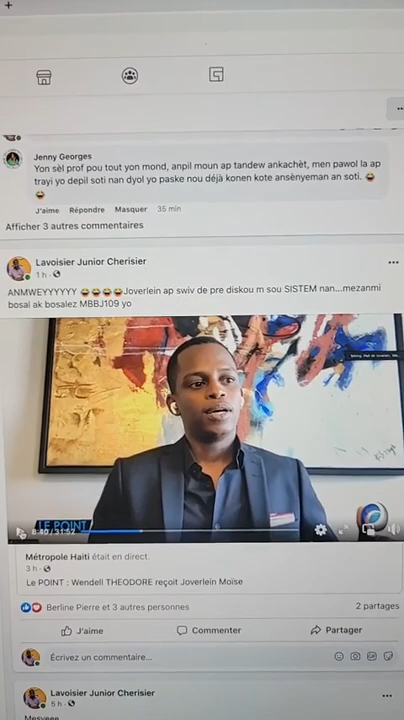 Jenny Georges
Yon sèl prof pou tout yon mond, anpil moun ap tandew ankachèt, men pawol la ap
trayi yo depil soti nan dyol yo paske nou déjà konen kote ansènyeman an soti.
J'aime Répondre Masquer 35 min
Afficher 3 autres commentaires
Lavoisier Junior Cherisier
1 h
ANMWEYYYYYY Joverlein ap swiv de pre diskou m sou SISTEM nan...mezanmi
bosal ak bosalez MBBJ109 yo
LE POINT
Métropole Haiti était en direct.
3 h
Le POINT : Wendell THEODORE reçoit Joverlein Moïse
Berline Pierre et 3 autres personnes
2 partages
J'aime
Commenter
Partager
Écrivez un commentaire...
Lavoisier Junior Cherisier
5 h